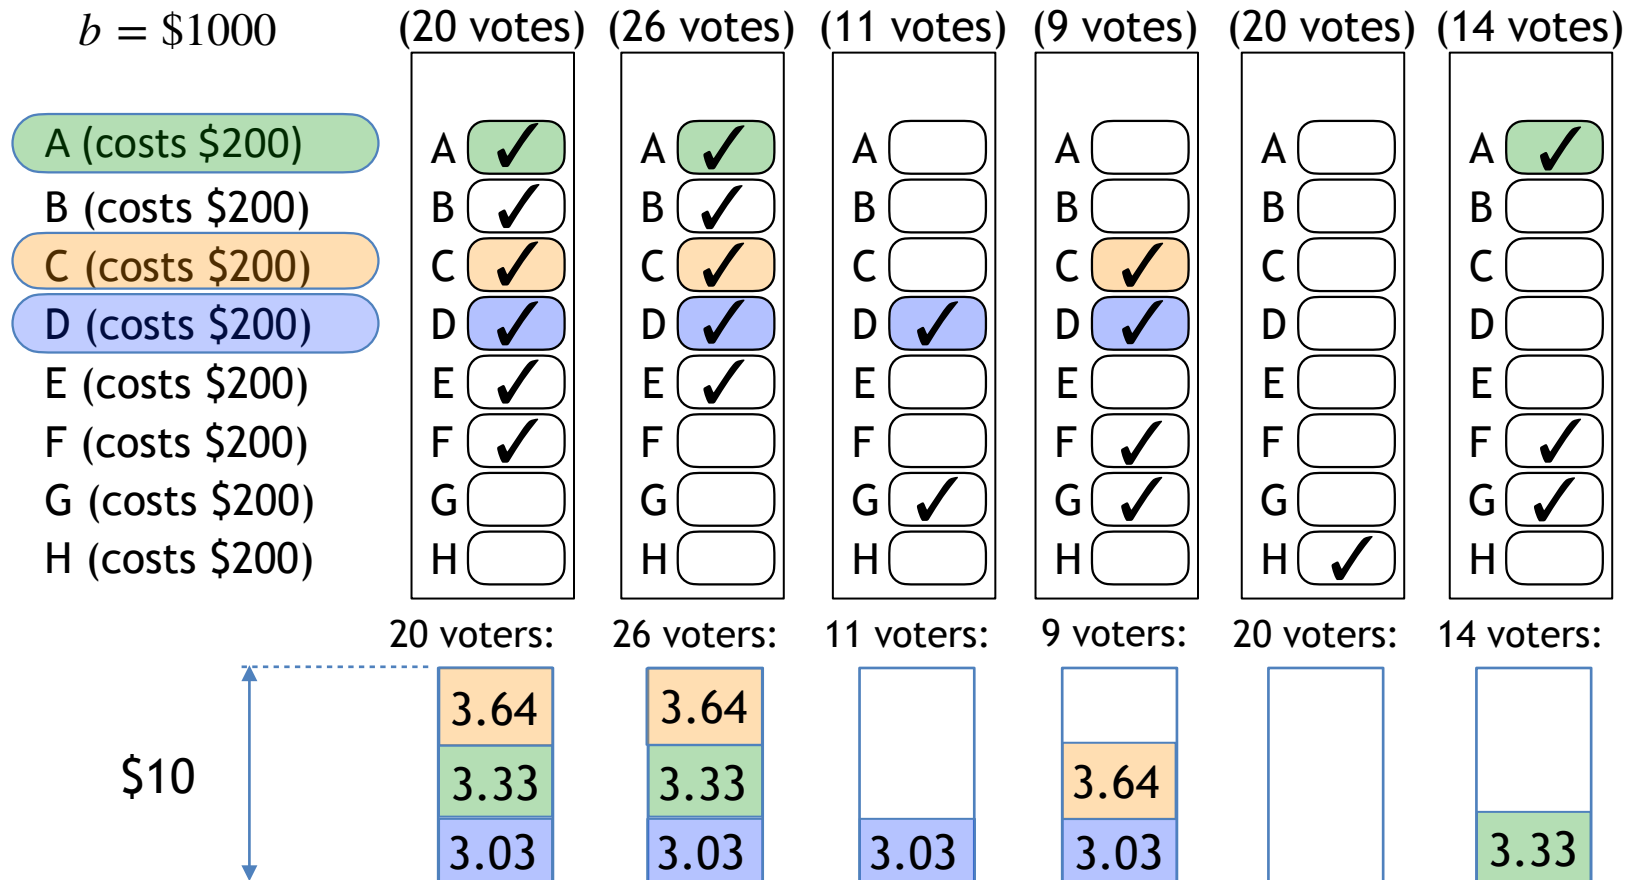 b = $1000 (20 votes) (26 votes) (11 votes) (9 votes) (20 votes) (14 votes)
A (costs $200) A ✓ A ✓ A A A A ✓
B (costs $200) B ✓ B ✓ B B B B
C (costs $200) C ✓ C ✓ C C ✓ C C
D (costs $200) D ✓ D ✓ D ✓ D ✓ D D
E (costs $200) E ✓ E ✓ E E E E
F (costs $200) F ✓ F F F ✓ F F ✓
G (costs $200) G G G ✓ G ✓ G G ✓
H (costs $200) H H H H H ✓ H
20 voters: 26 voters: 11 voters: 9 voters: 20 voters: 14 voters:
3.64 3.64
$10 3.33 3.33 3.64
3.03 3.03 3.03 3.03 3.33